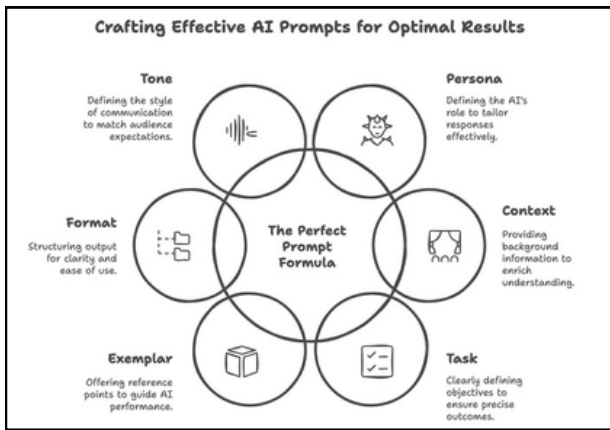 Crafting Effective AI Prompts for Optimal Results
Tone
Defining the style
of communication
to match audience
expectations.
Persona
Defining the AI's
role to tailor
responses
effectively.
Format
Structuring output
for clarity and
ease of use.
The Perfect
Prompt
Formula
Context
Providing
background
information to
enrich
understanding.
Exemplar
Offering reference
points to guide AI
performance.
Task
Clearly defining
objectives to
ensure precise
outcomes.